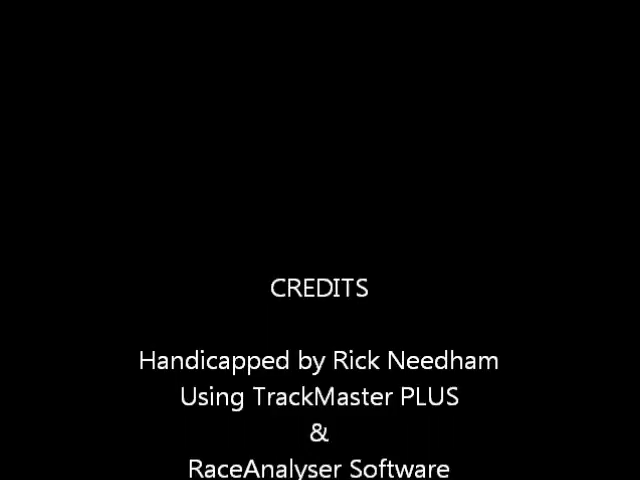 CREDITS
Handicapped by Rick Needham
Using TrackMaster PLUS
&
RaceAnalyser Software